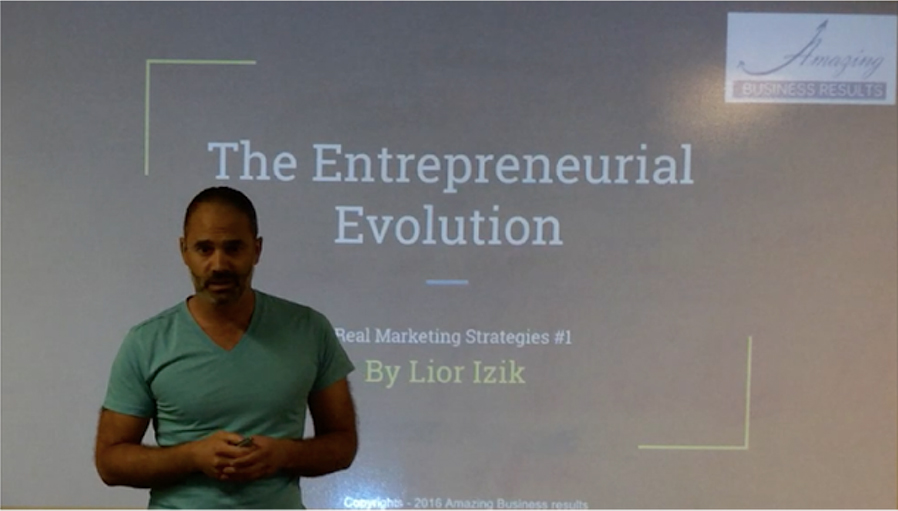 Amazing
BUSINESS RESULTS
The Entrepreneurial
Evolution
Real Marketing Strategies #1
By Lior Izik
Copyrights - 2016 Amazing Business results